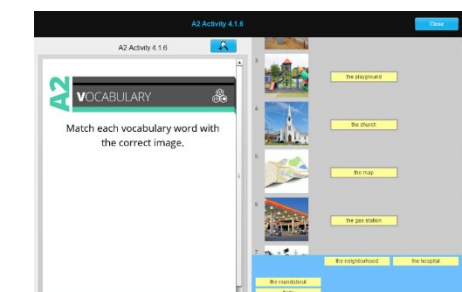 A2 Activity 4.1.6
Close
A2 Activity 4.1.6
A2
VOCABULARY
Match each vocabulary word with
the correct image.
3
the playground
4
the church
5
the map
6
the gas station
7
the neighborhood
the hospital
the roundabout